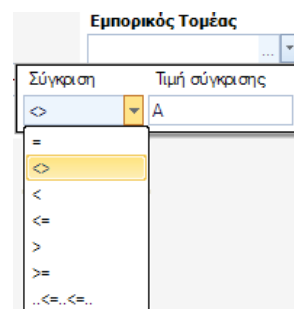 Εμπορικός Τομέας
...
Σύγκριση Τιμή σύγκρισης
<> A
=
<>
<
<=
>
>=
..<=..<=..